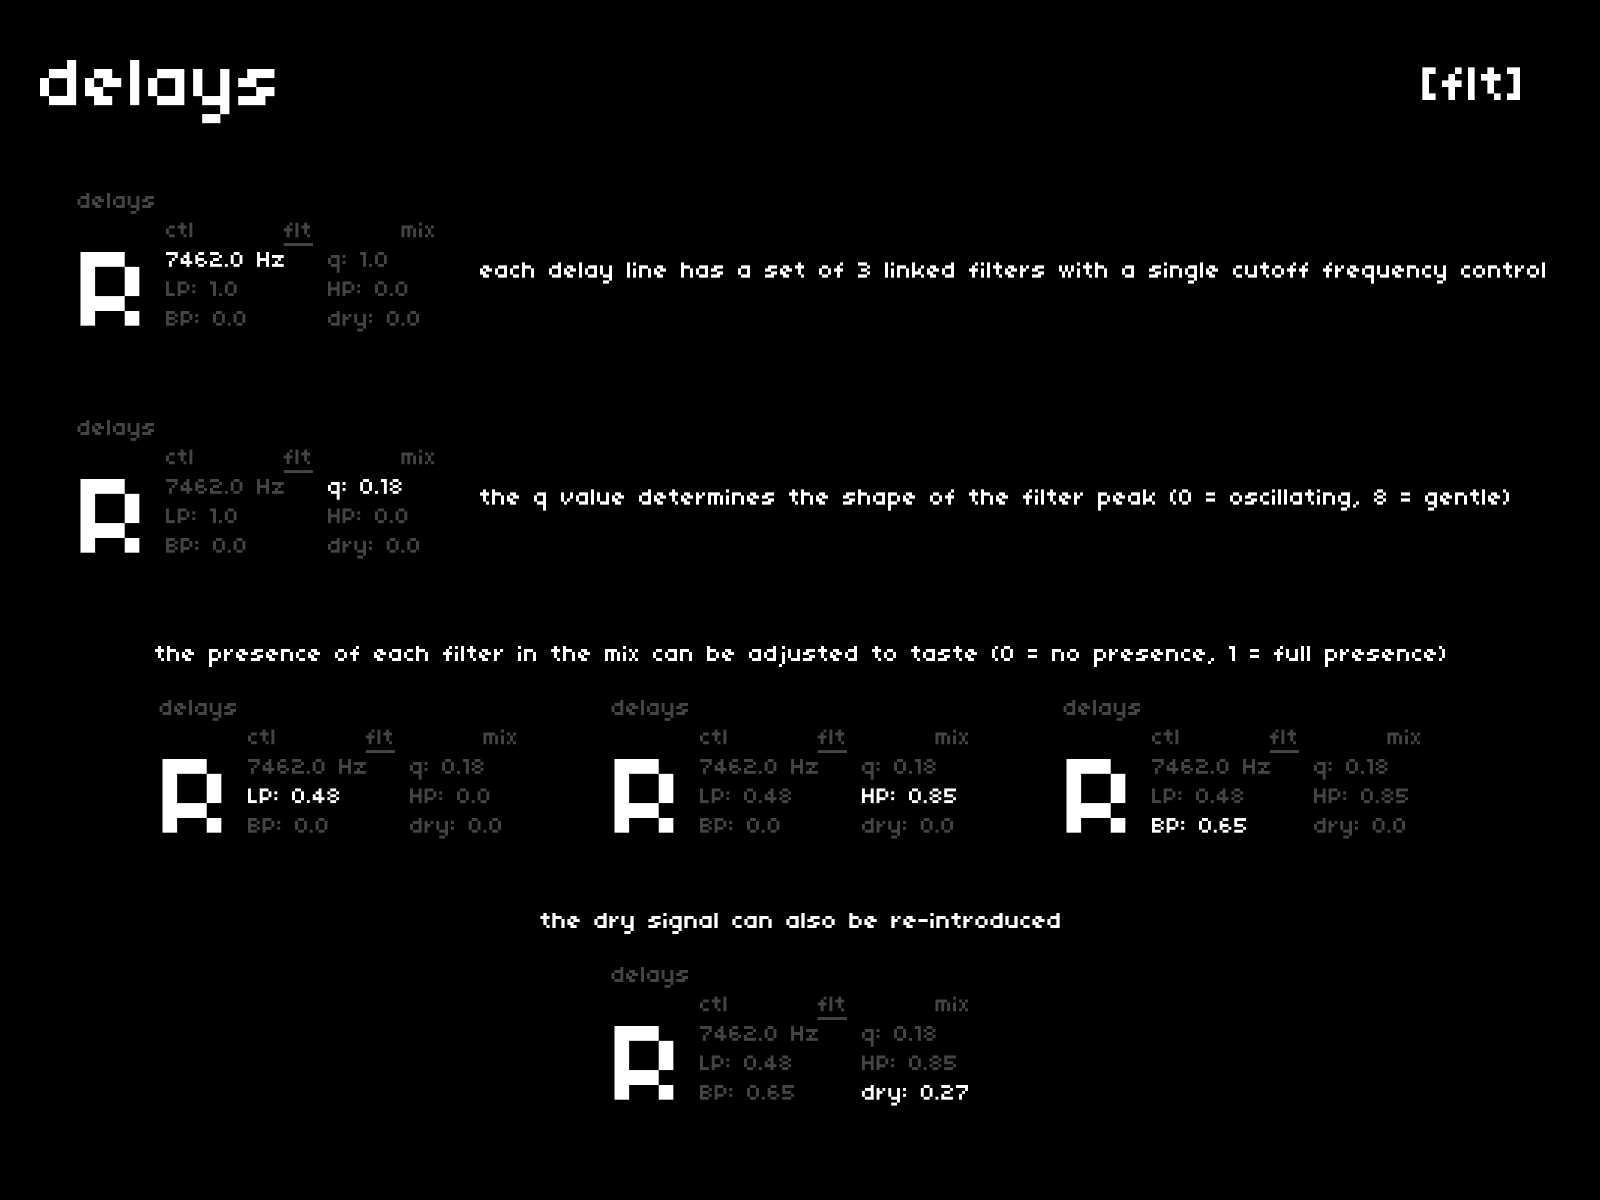 delays [flt]
delays
ctl flt mix
R 7462.0 Hz q: 1.0
LP: 1.0 HP: 0.0
BP: 0.0 dry: 0.0
each delay line has a set of 3 linked filters with a single cutoff frequency control
delays
ctl flt mix
R 7462.0 Hz q: 0.18
LP: 1.0 HP: 0.0
BP: 0.0 dry: 0.0
the q value determines the shape of the filter peak (0 = oscillating, 8 = gentle)
the presence of each filter in the mix can be adjusted to taste (0 = no presence, 1 = full presence)
delays
ctl flt mix
R 7462.0 Hz q: 0.18
LP: 0.48 HP: 0.0
BP: 0.0 dry: 0.0
delays
ctl flt mix
R 7462.0 Hz q: 0.18
LP: 0.48 HP: 0.85
BP: 0.0 dry: 0.0
delays
ctl flt mix
R 7462.0 Hz q: 0.18
LP: 0.48 HP: 0.85
BP: 0.65 dry: 0.0
the dry signal can also be re-introduced
delays
ctl flt mix
R 7462.0 Hz q: 0.18
LP: 0.48 HP: 0.85
BP: 0.65 dry: 0.27